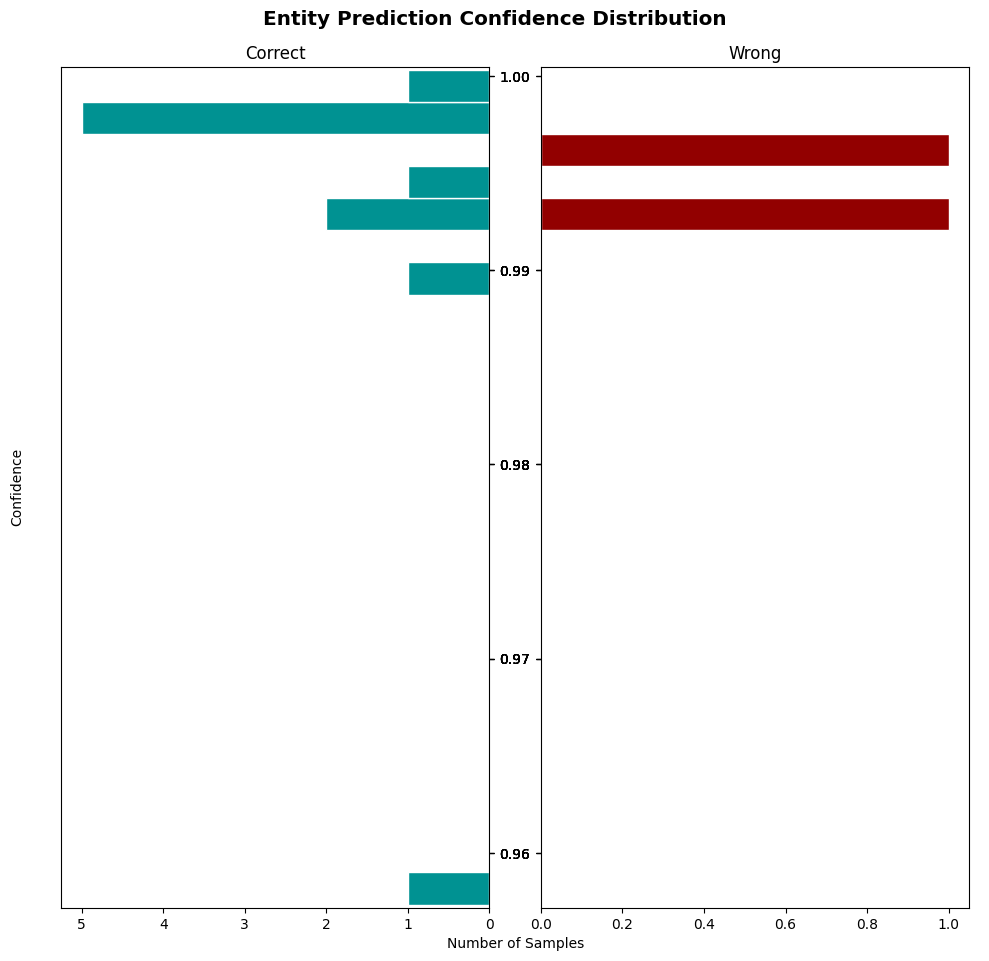 Entity Prediction Confidence Distribution
Correct
Wrong
1.00
0.99
0.98
0.97
0.96
Confidence
5 4 3 2 1 0
0.0 0.2 0.4 0.6 0.8 1.0
Number of Samples